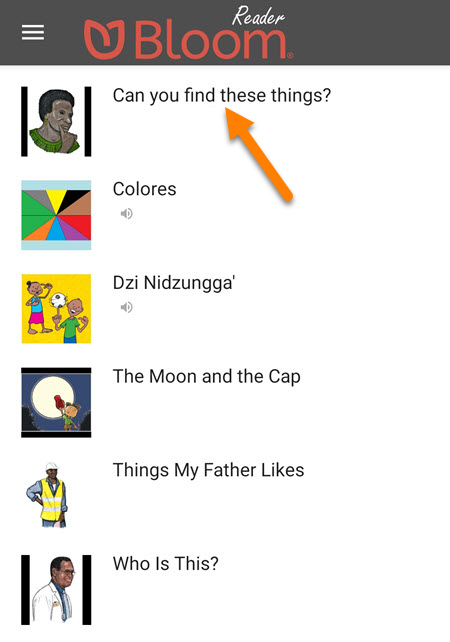 Reader
Bloom®
Can you find these things?
Colores
Dzi Nidzungga'
The Moon and the Cap
Things My Father Likes
Who Is This?